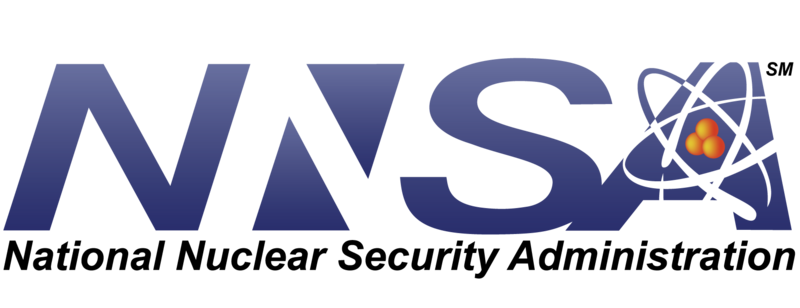 NNSA
SM
National Nuclear Security Administration